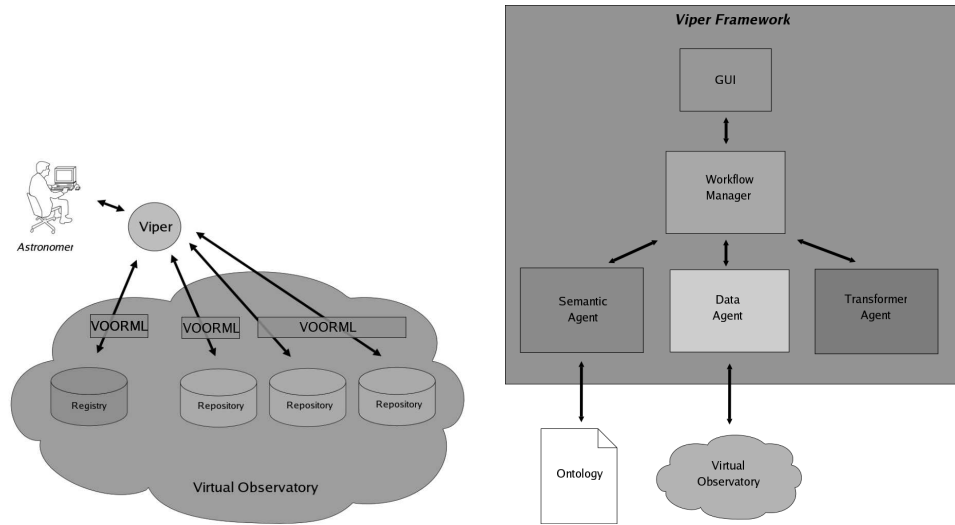 Astronomer
Viper
VOORML
VOORML
VOORML
Registry
Repository
Repository
Repository
Virtual Observatory
Viper Framework
GUI
Workflow
Manager
Semantic
Agent
Data
Agent
Transformer
Agent
Ontology
Virtual
Observatory